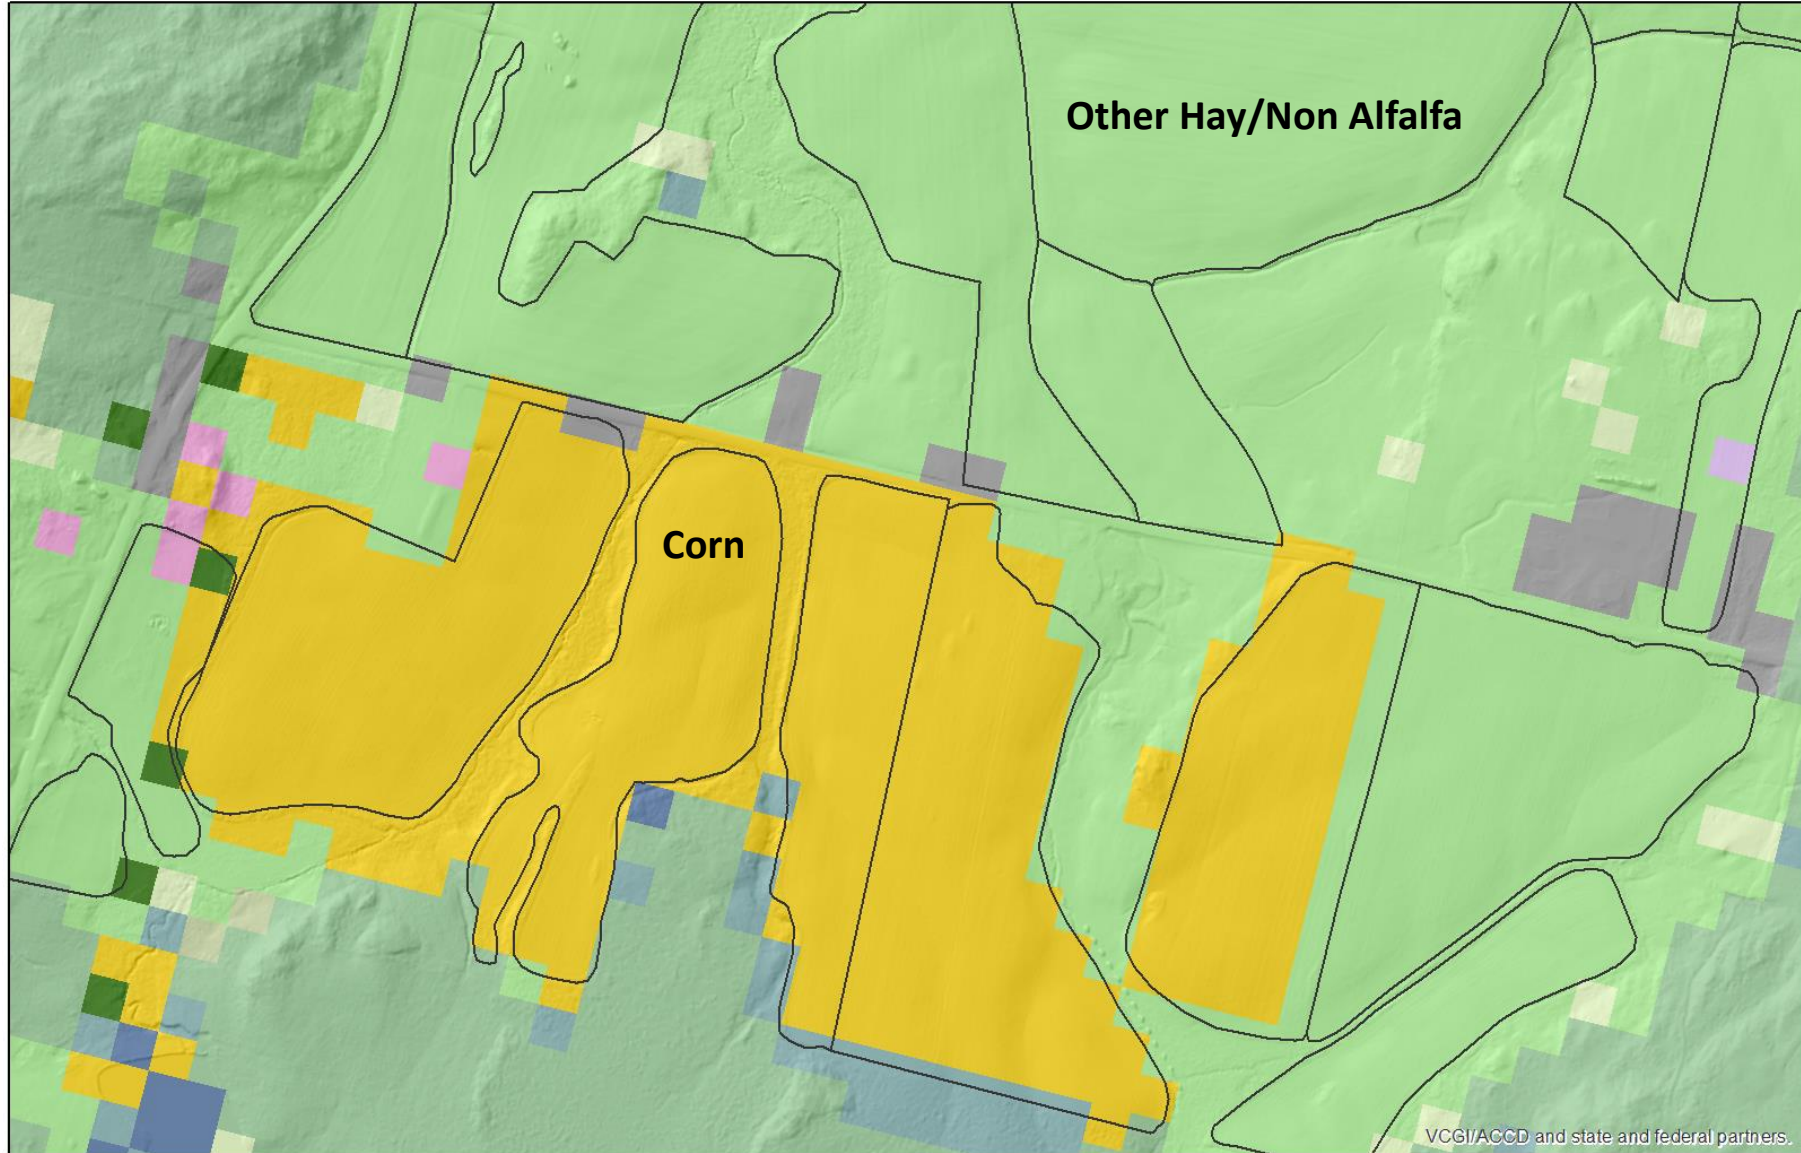 Other Hay/Non Alfalfa
Corn
VCGI/ACCD and state and federal partners.